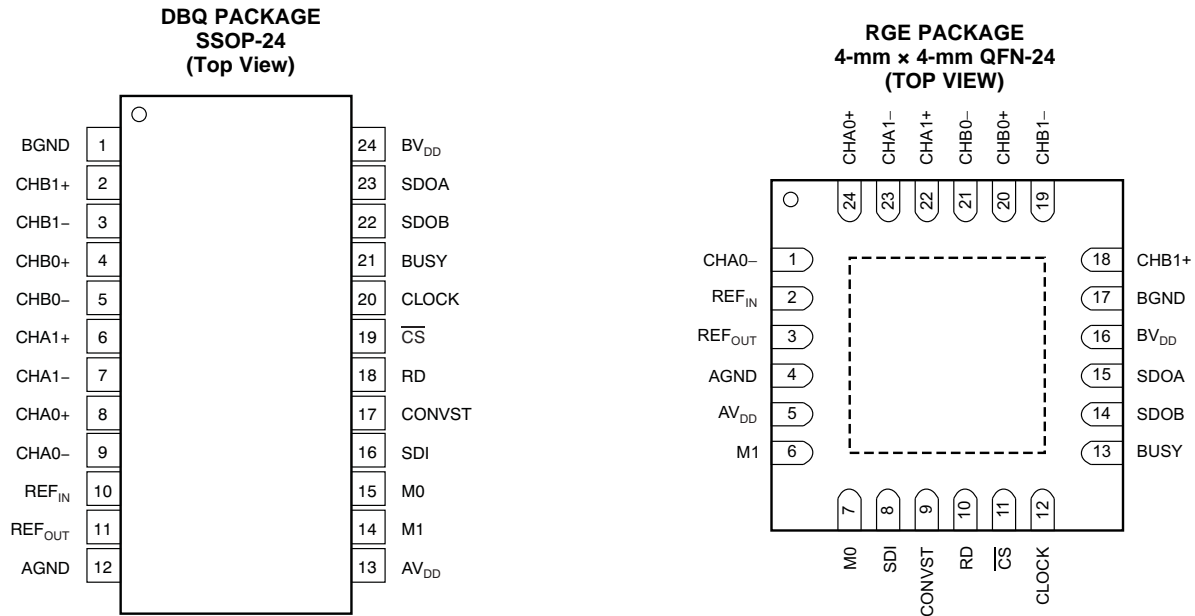 DBQ PACKAGE
SSOP-24
(Top View)
BGND 1
CHB1+ 2
CHB1− 3
CHB0+ 4
CHB0− 5
CHA1+ 6
CHA1− 7
CHA0+ 8
CHA0− 9
REFIN 10
REFOUT 11
AGND 12
24 BVDD
23 SDOA
22 SDOB
21 BUSY
20 CLOCK
19 C̅S̅
18 RD
17 CONVST
16 SDI
15 M0
14 M1
13 AVDD
RGE PACKAGE
4-mm × 4-mm QFN-24
(TOP VIEW)
CHA0+ CHA1− CHA1+ CHB0− CHB0+ CHB1−
24 23 22 21 20 19
CHA0− 1
REFIN 2
REFOUT 3
AGND 4
AVDD 5
M1 6
18 CHB1+
17 BGND
16 BVDD
15 SDOA
14 SDOB
13 BUSY
7 8 9 10 11 12
M0 SDI CONVST RD C̅S̅ CLOCK